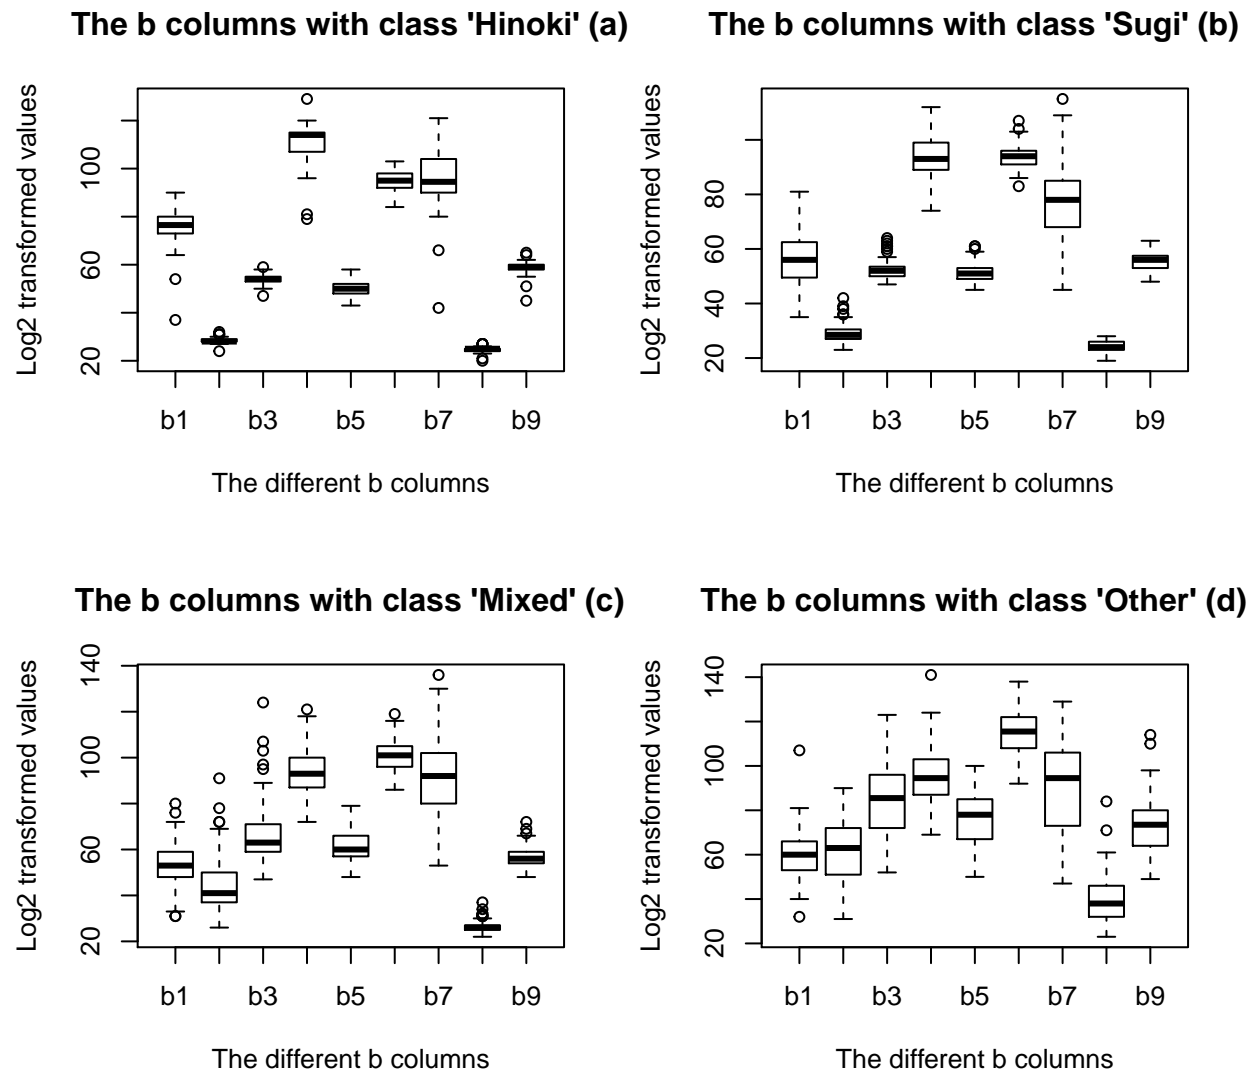 The b columns with class 'Hinoki' (a)
Log2 transformed values
100
60
20
b1 b3 b5 b7 b9
The different b columns
The b columns with class 'Sugi' (b)
Log2 transformed values
80
60
40
20
b1 b3 b5 b7 b9
The different b columns
The b columns with class 'Mixed' (c)
Log2 transformed values
140
100
60
20
b1 b3 b5 b7 b9
The different b columns
The b columns with class 'Other' (d)
Log2 transformed values
140
100
60
20
b1 b3 b5 b7 b9
The different b columns